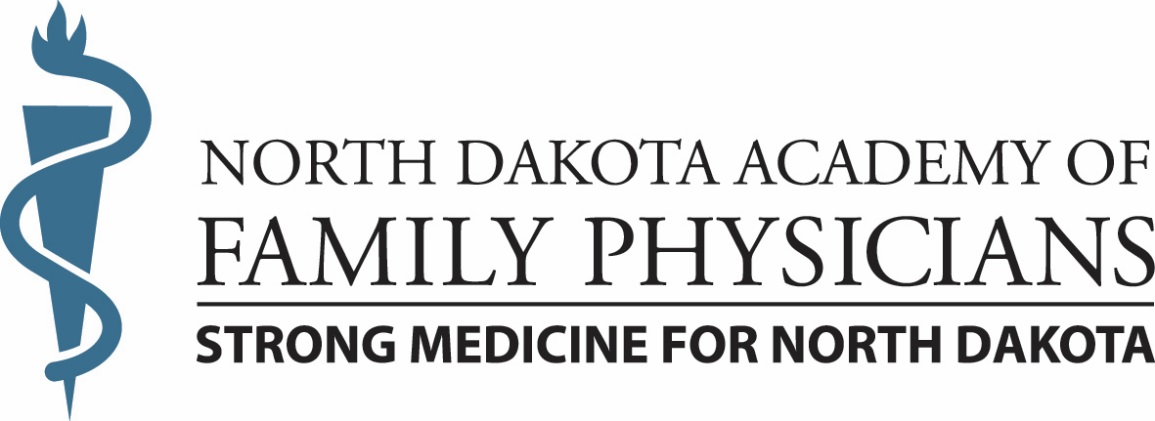 NORTH DAKOTA ACADEMY OF
FAMILY PHYSICIANS
STRONG MEDICINE FOR NORTH DAKOTA